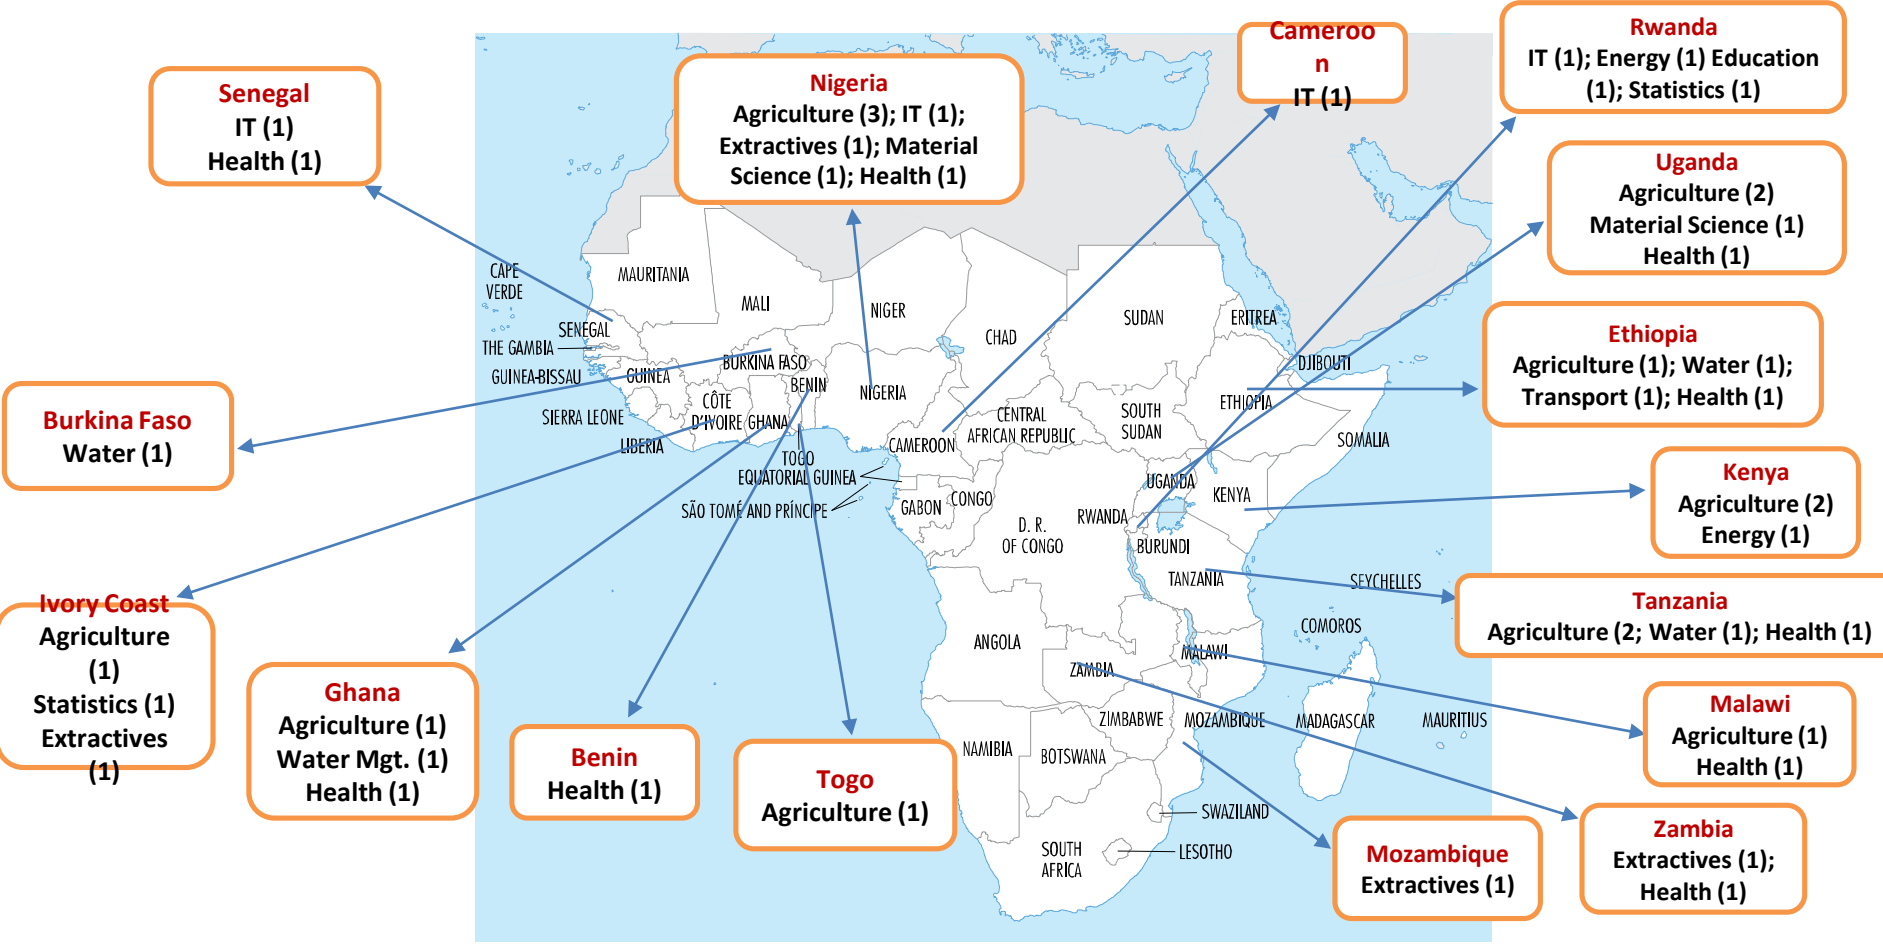 Senegal
IT (1)
Health (1)
Nigeria
Agriculture (3); IT (1);
Extractives (1); Material
Science (1); Health (1)
Cameroo
n
IT (1)
Rwanda
IT (1); Energy (1) Education
(1); Statistics (1)
Uganda
Agriculture (2)
Material Science (1)
Health (1)
Ethiopia
Agriculture (1); Water (1);
Transport (1); Health (1)
Kenya
Agriculture (2)
Energy (1)
Tanzania
Agriculture (2; Water (1); Health (1)
Malawi
Agriculture (1)
Health (1)
Zambia
Extractives (1);
Health (1)
Mozambique
Extractives (1)
Togo
Agriculture (1)
Benin
Health (1)
Ghana
Agriculture (1)
Water Mgt. (1)
Health (1)
Ivory Coast
Agriculture
(1)
Statistics (1)
Extractives
(1)
Burkina Faso
Water (1)
CAPE
VERDE
MAURITANIA
MALI
NIGER
CHAD
SUDAN
ERITREA
DJIBOUTI
SENEGAL
THE GAMBIA
GUINEA-BISSAU
GUINEA
SIERRA LEONE
LIBERIA
CÔTE
D'IVOIRE
BURKINA FASO
GHANA
BENIN
TOGO
NIGERIA
CAMEROON
CENTRAL
AFRICAN REPUBLIC
SOUTH
SUDAN
ETHIOPIA
SOMALIA
EQUATORIAL GUINEA
SÃO TOMÉ AND PRÍNCIPE
GABON
CONGO
D. R.
OF CONGO
UGANDA
KENYA
RWANDA
BURUNDI
TANZANIA
SEYCHELLES
COMOROS
ANGOLA
ZAMBIA
MALAWI
ZIMBABWE
MOZAMBIQUE
MADAGASCAR
MAURITIUS
NAMIBIA
BOTSWANA
SWAZILAND
LESOTHO
SOUTH
AFRICA